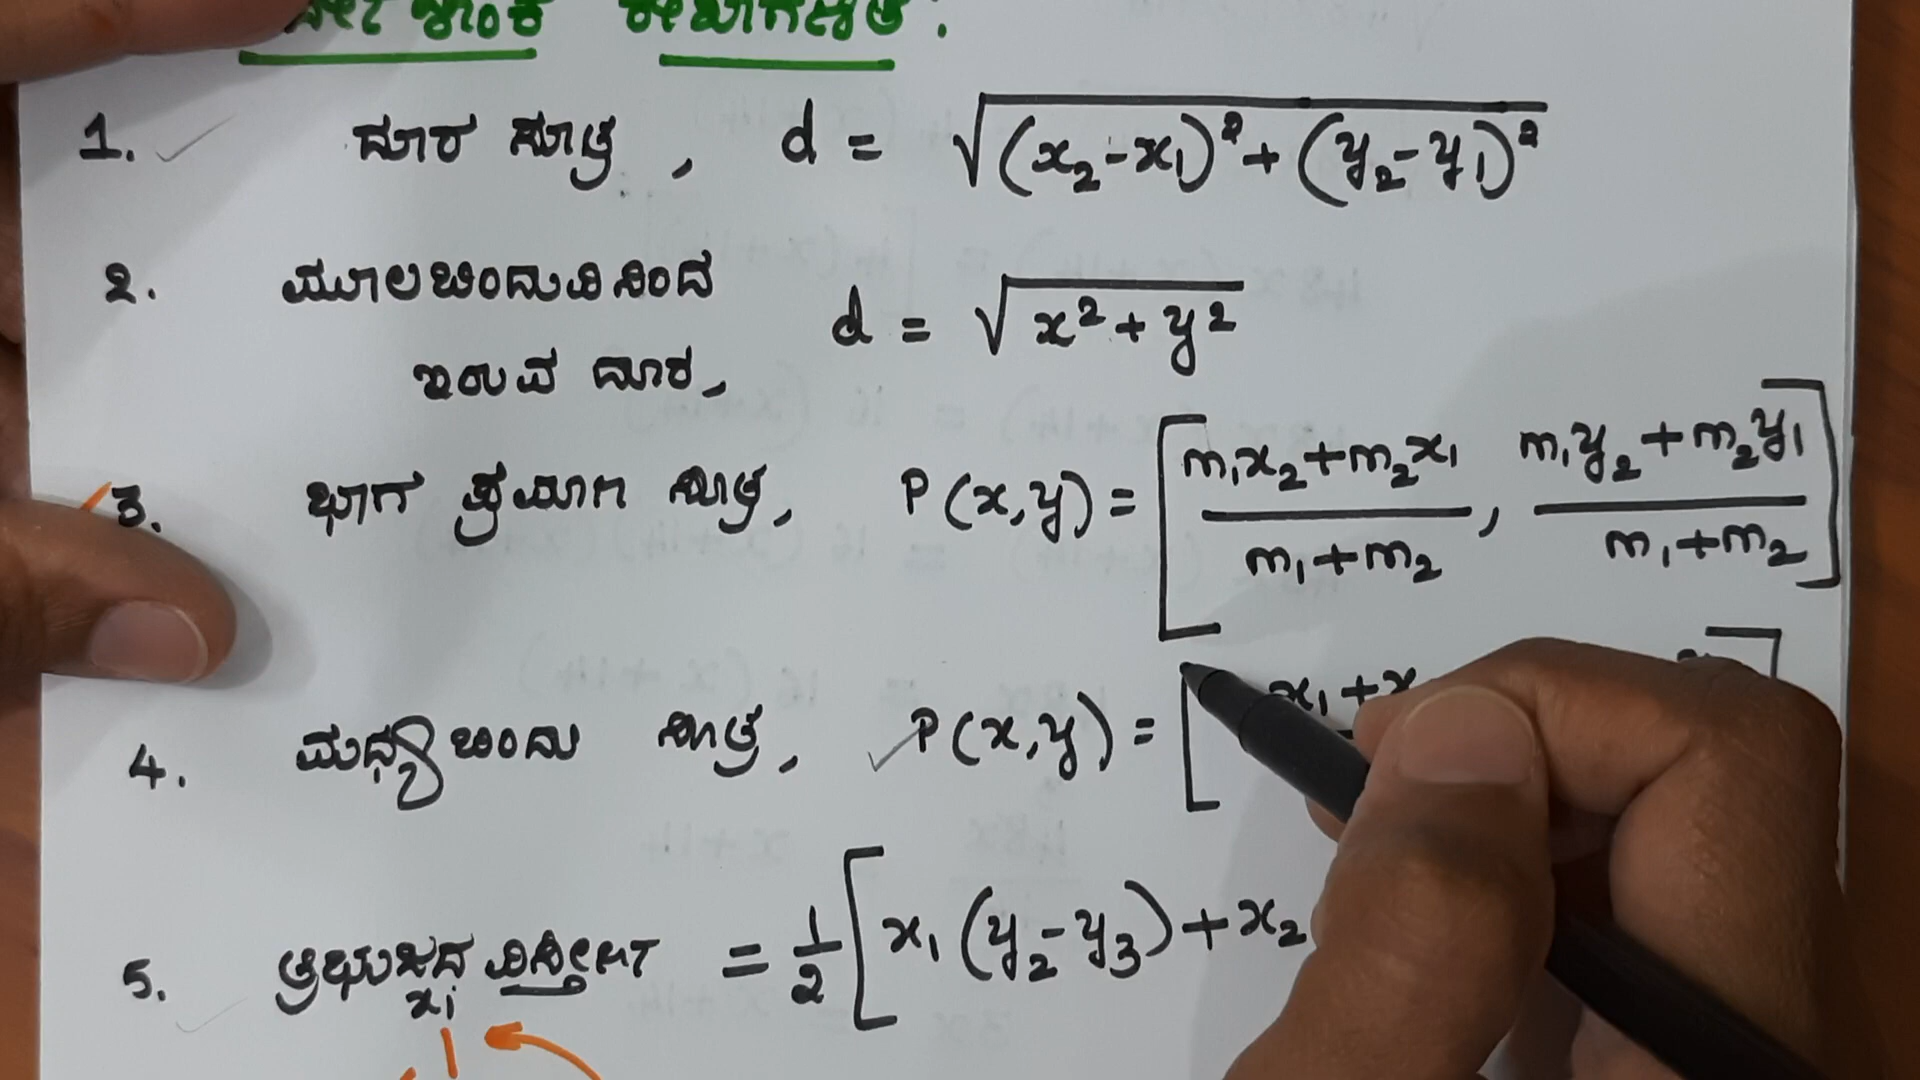 1. ದೂರ ಸೂತ್ರ, d = √((x₂-x₁)² + (y₂-y₁)²)
2. ಮೂಲಬಿಂದುವಿನಿಂದ
ಇರುವ ದೂರ, d = √(x² + y²)
3. ಭಾಗ ಪ್ರಮಾಣ ಸೂತ್ರ, P(x,y) = [(m₁x₂+m₂x₁)/(m₁+m₂), (m₁y₂+m₂y₁)/(m₁+m₂)]
4. ಮಧ್ಯಬಿಂದು ಸೂತ್ರ, P(x,y) = [x₁+x
5. ತ್ರಿಭುಜದ ವಿಸ್ತೀರ್ಣ = 1/2 [x₁(y₂-y₃)+x₂
x₁